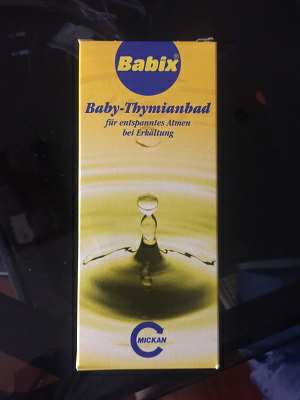 Babix®
Baby-Thymianbad
für entspanntes Atmen
bei Erkältung
MICKAN